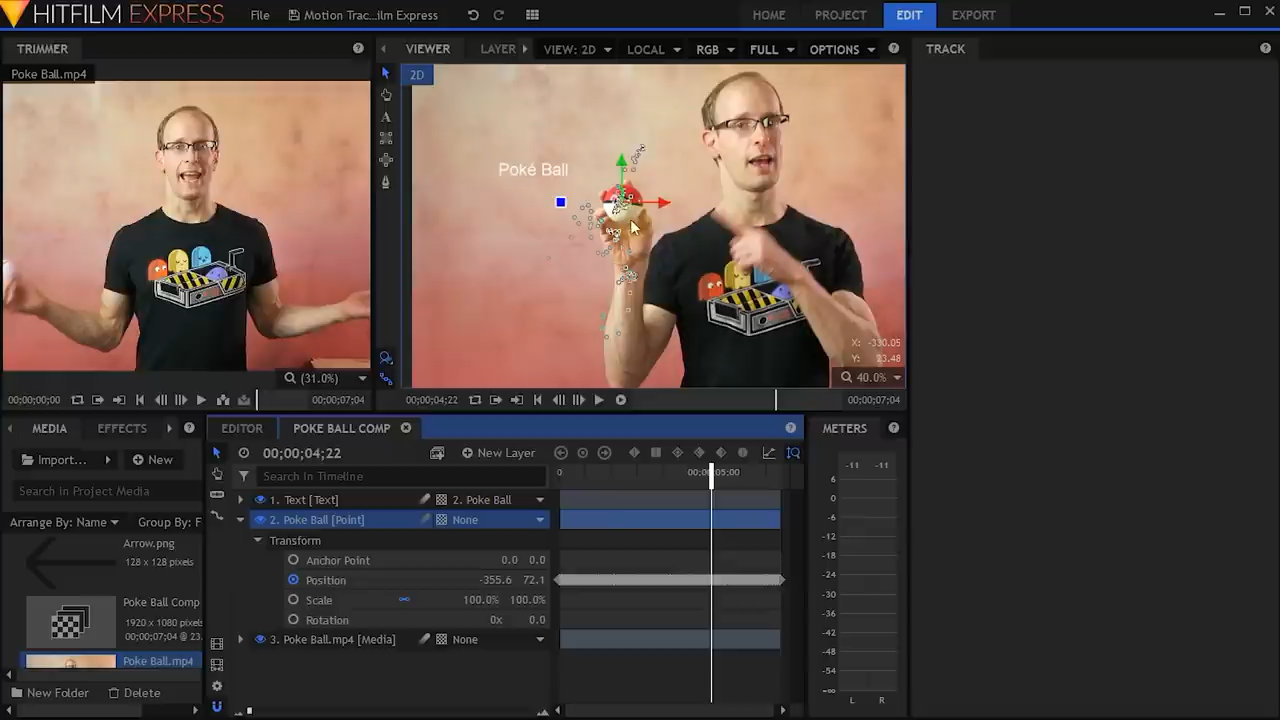 HITFILM EXPRESS
File
Motion Trac...ilm Express
HOME
PROJECT
EDIT
EXPORT
TRIMMER
VIEWER
LAYER
VIEW: 2D
LOCAL
RGB
FULL
OPTIONS
TRACK
Poke Ball.mp4
2D
Poké Ball
X: -330.05
Y: 23.48
(31.0%)
40.0%
00;00;00;00
00;00;07;04
00;00;04;22
00;00;07;04
MEDIA
EFFECTS
EDITOR
POKE BALL COMP
METERS
Import...
New
00;00;04;22
New Layer
Search in Project Media
Search in Timeline
0
Arrange By: Name
Group By: F
1. Text [Text]
2. Poke Ball
2. Poke Ball [Point]
None
Transform
Anchor Point
0.0 0.0
Position
-355.6 72.1
Scale
100.0% 100.0%
Rotation
0x 0.0
3. Poke Ball.mp4 [Media]
None
Arrow.png
128 x 128 pixels
Poke Ball Comp
1920 x 1080 pixels
00;00;07;04 @ 23.
Poke Ball.mp4
New Folder
Delete
-11 -11
6
0
-6
-12
-18
-24
-30
-36
-42
-48
-54
-∞
L R